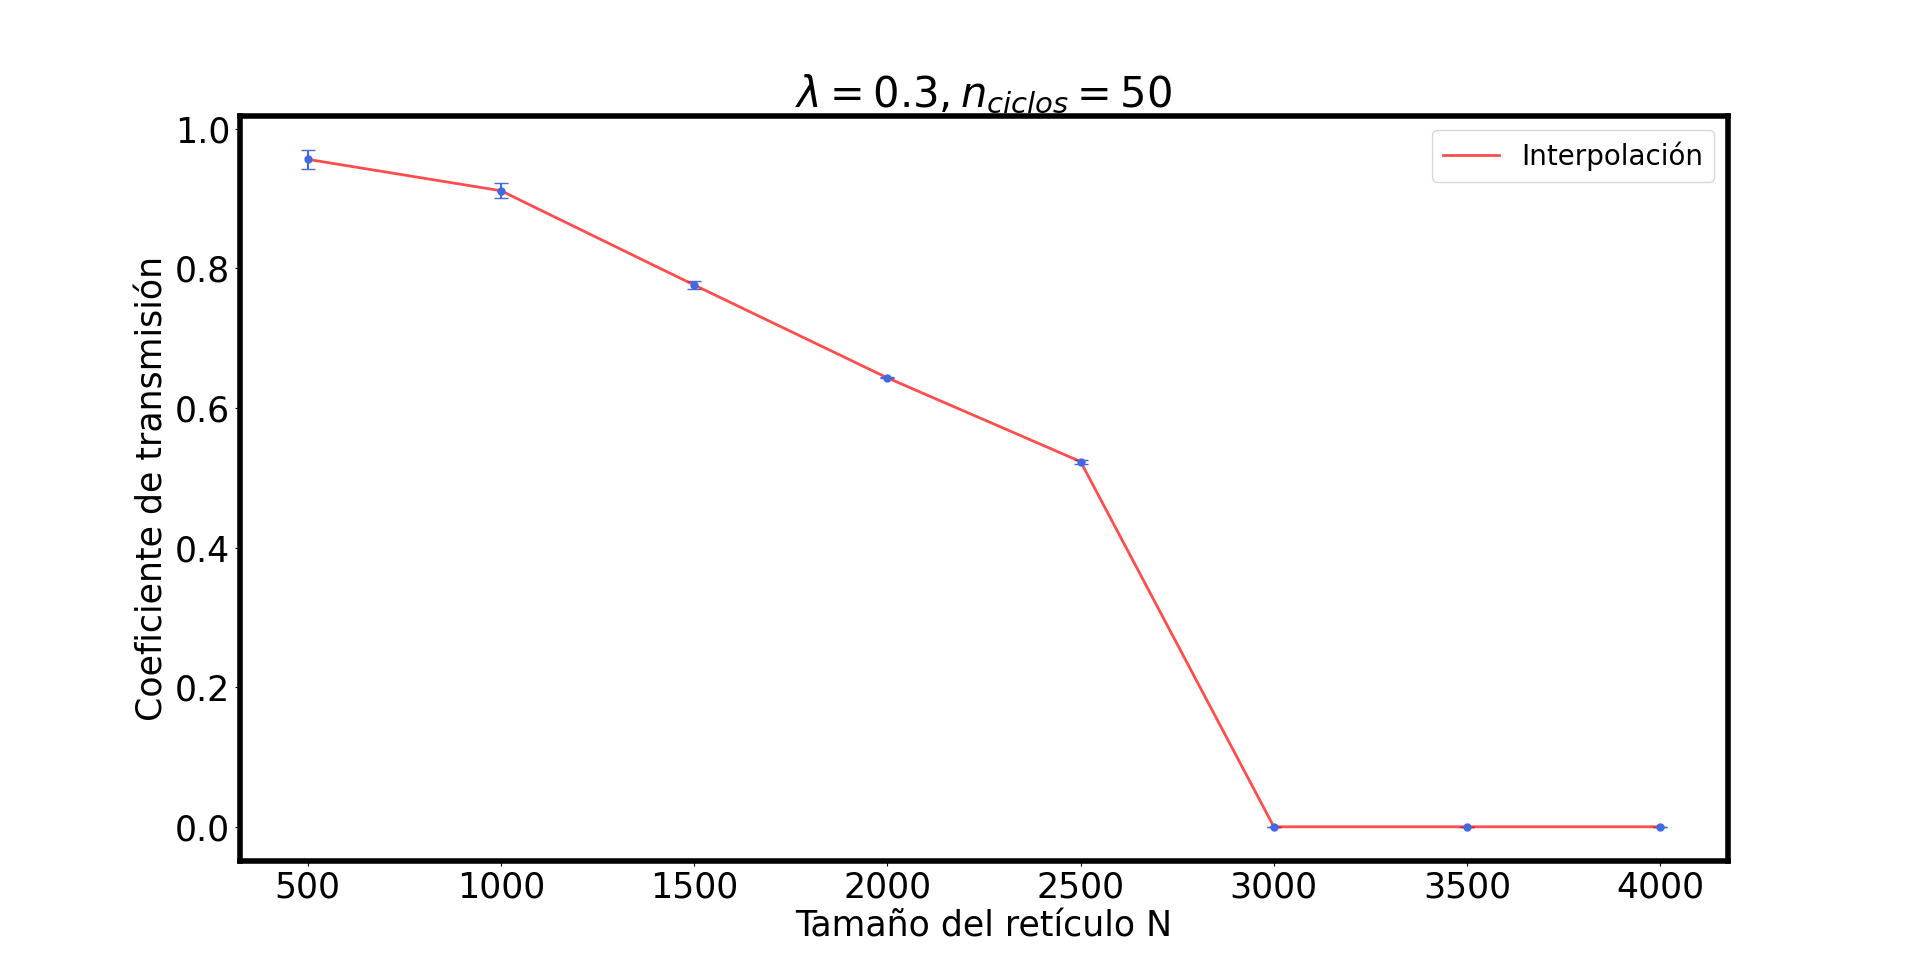 λ = 0.3, n_ciclos = 50
Interpolación
Coeficiente de transmisión
1.0
0.8
0.6
0.4
0.2
0.0
500 1000 1500 2000 2500 3000 3500 4000
Tamaño del retículo N